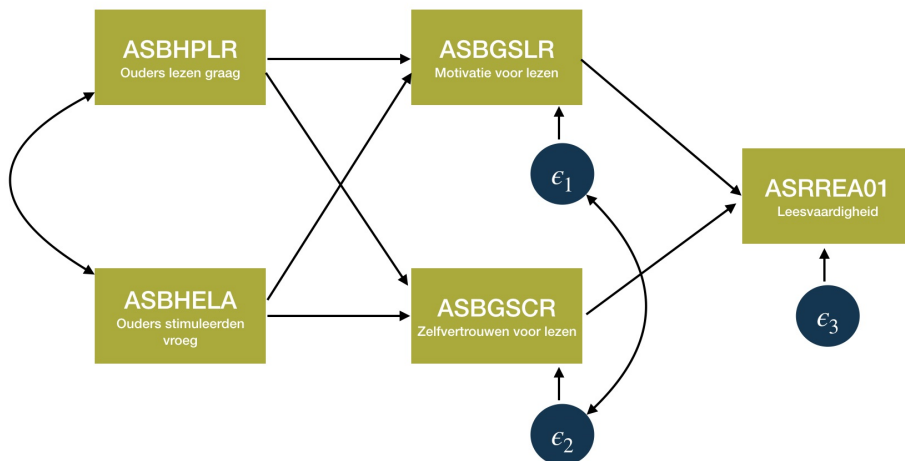 ASBHPLR
Ouders lezen graag
ASBGSLR
Motivatie voor lezen
ϵ1
ASRREA01
Leesvaardigheid
ASBHELA
Ouders stimuleerden
vroeg
ASBGSCR
Zelfvertrouwen voor lezen
ϵ3
ϵ2